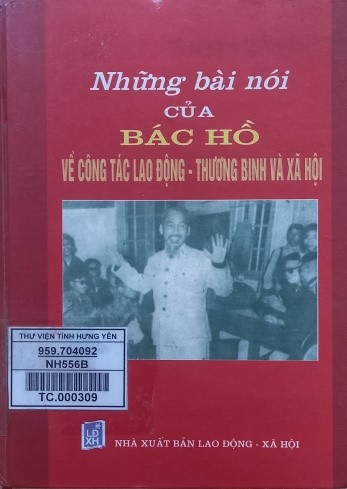 Những bài nói
CỦA
BÁC HỒ
VỀ CÔNG TÁC LAO ĐỘNG - THƯƠNG BINH VÀ XÃ HỘI
THƯ VIỆN TỈNH HƯNG YÊN
959.704092
NH556B
TC.000309
LĐ
XH
NHÀ XUẤT BẢN LAO ĐỘNG - XÃ HỘI